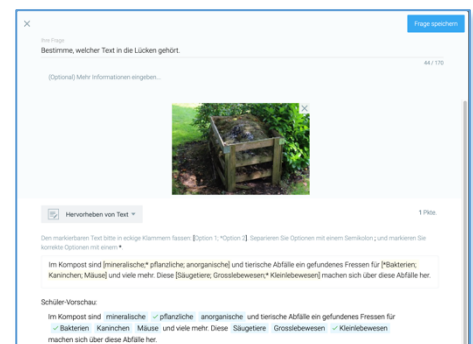 Frage speichern
Ihre Frage
Bestimme, welcher Text in die Lücken gehört.
44 / 170
(Optional) Mehr Informationen eingeben...
Hervorheben von Text
1 Pkte.
Den markierbaren Text bitte in eckige Klammern fassen [Option 1; *Option 2]. Separieren Sie Optionen mit einem Semikolon ; und markieren Sie
korrekte Optionen mit einem *
Im Kompost sind [mineralische;* pflanzliche; anorganische] und tierische Abfälle ein gefundenes Fressen für [*Bakterien;
Kaninchen; Mäuse] und viele mehr. Diese [Säugetiere; Grosslebewesen;* Kleinlebewesen] machen sich über diese Abfälle her.
Schüler-Vorschau:
Im Kompost sind mineralische ✓ pflanzliche anorganische und tierische Abfälle ein gefundenes Fressen für
✓ Bakterien Kaninchen Mäuse und viele mehr. Diese Säugetiere Grosslebewesen ✓ Kleinlebewesen
machen sich über diese Abfälle her.